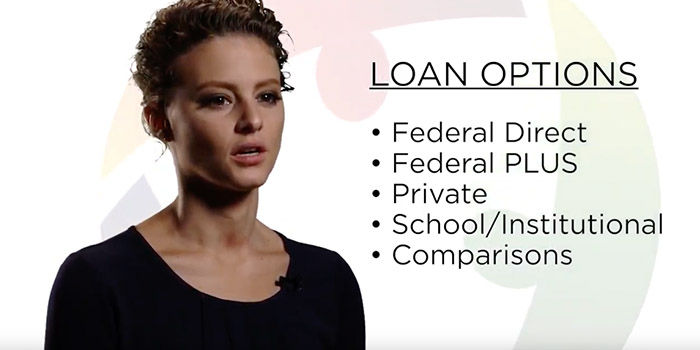 LOAN OPTIONS
• Federal Direct
• Federal PLUS
• Private
• School/Institutional
• Comparisons